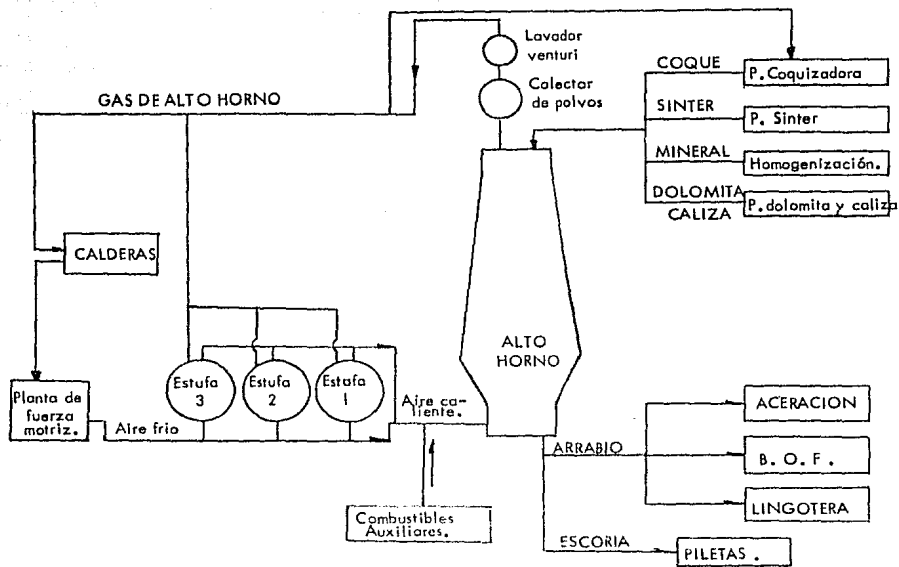 Lavador
venturi
Colector
de polvos
GAS DE ALTO HORNO
COQUE
P. Coquizadora
SINTER
P. Sinter
MINERAL
Homogenización.
DOLOMITA
CALIZA
P. dolomita y caliza
CALDERAS
ALTO
HORNO
Planta de
fuerza
motriz.
Aire frio
Estufa
3
Estufa
2
Estufa
1
Aire ca-
liente.
Combustibles
Auxiliares.
ARRABIO
ACERACION
B. O. F.
LINGOTERA
ESCORIA
PILETAS .